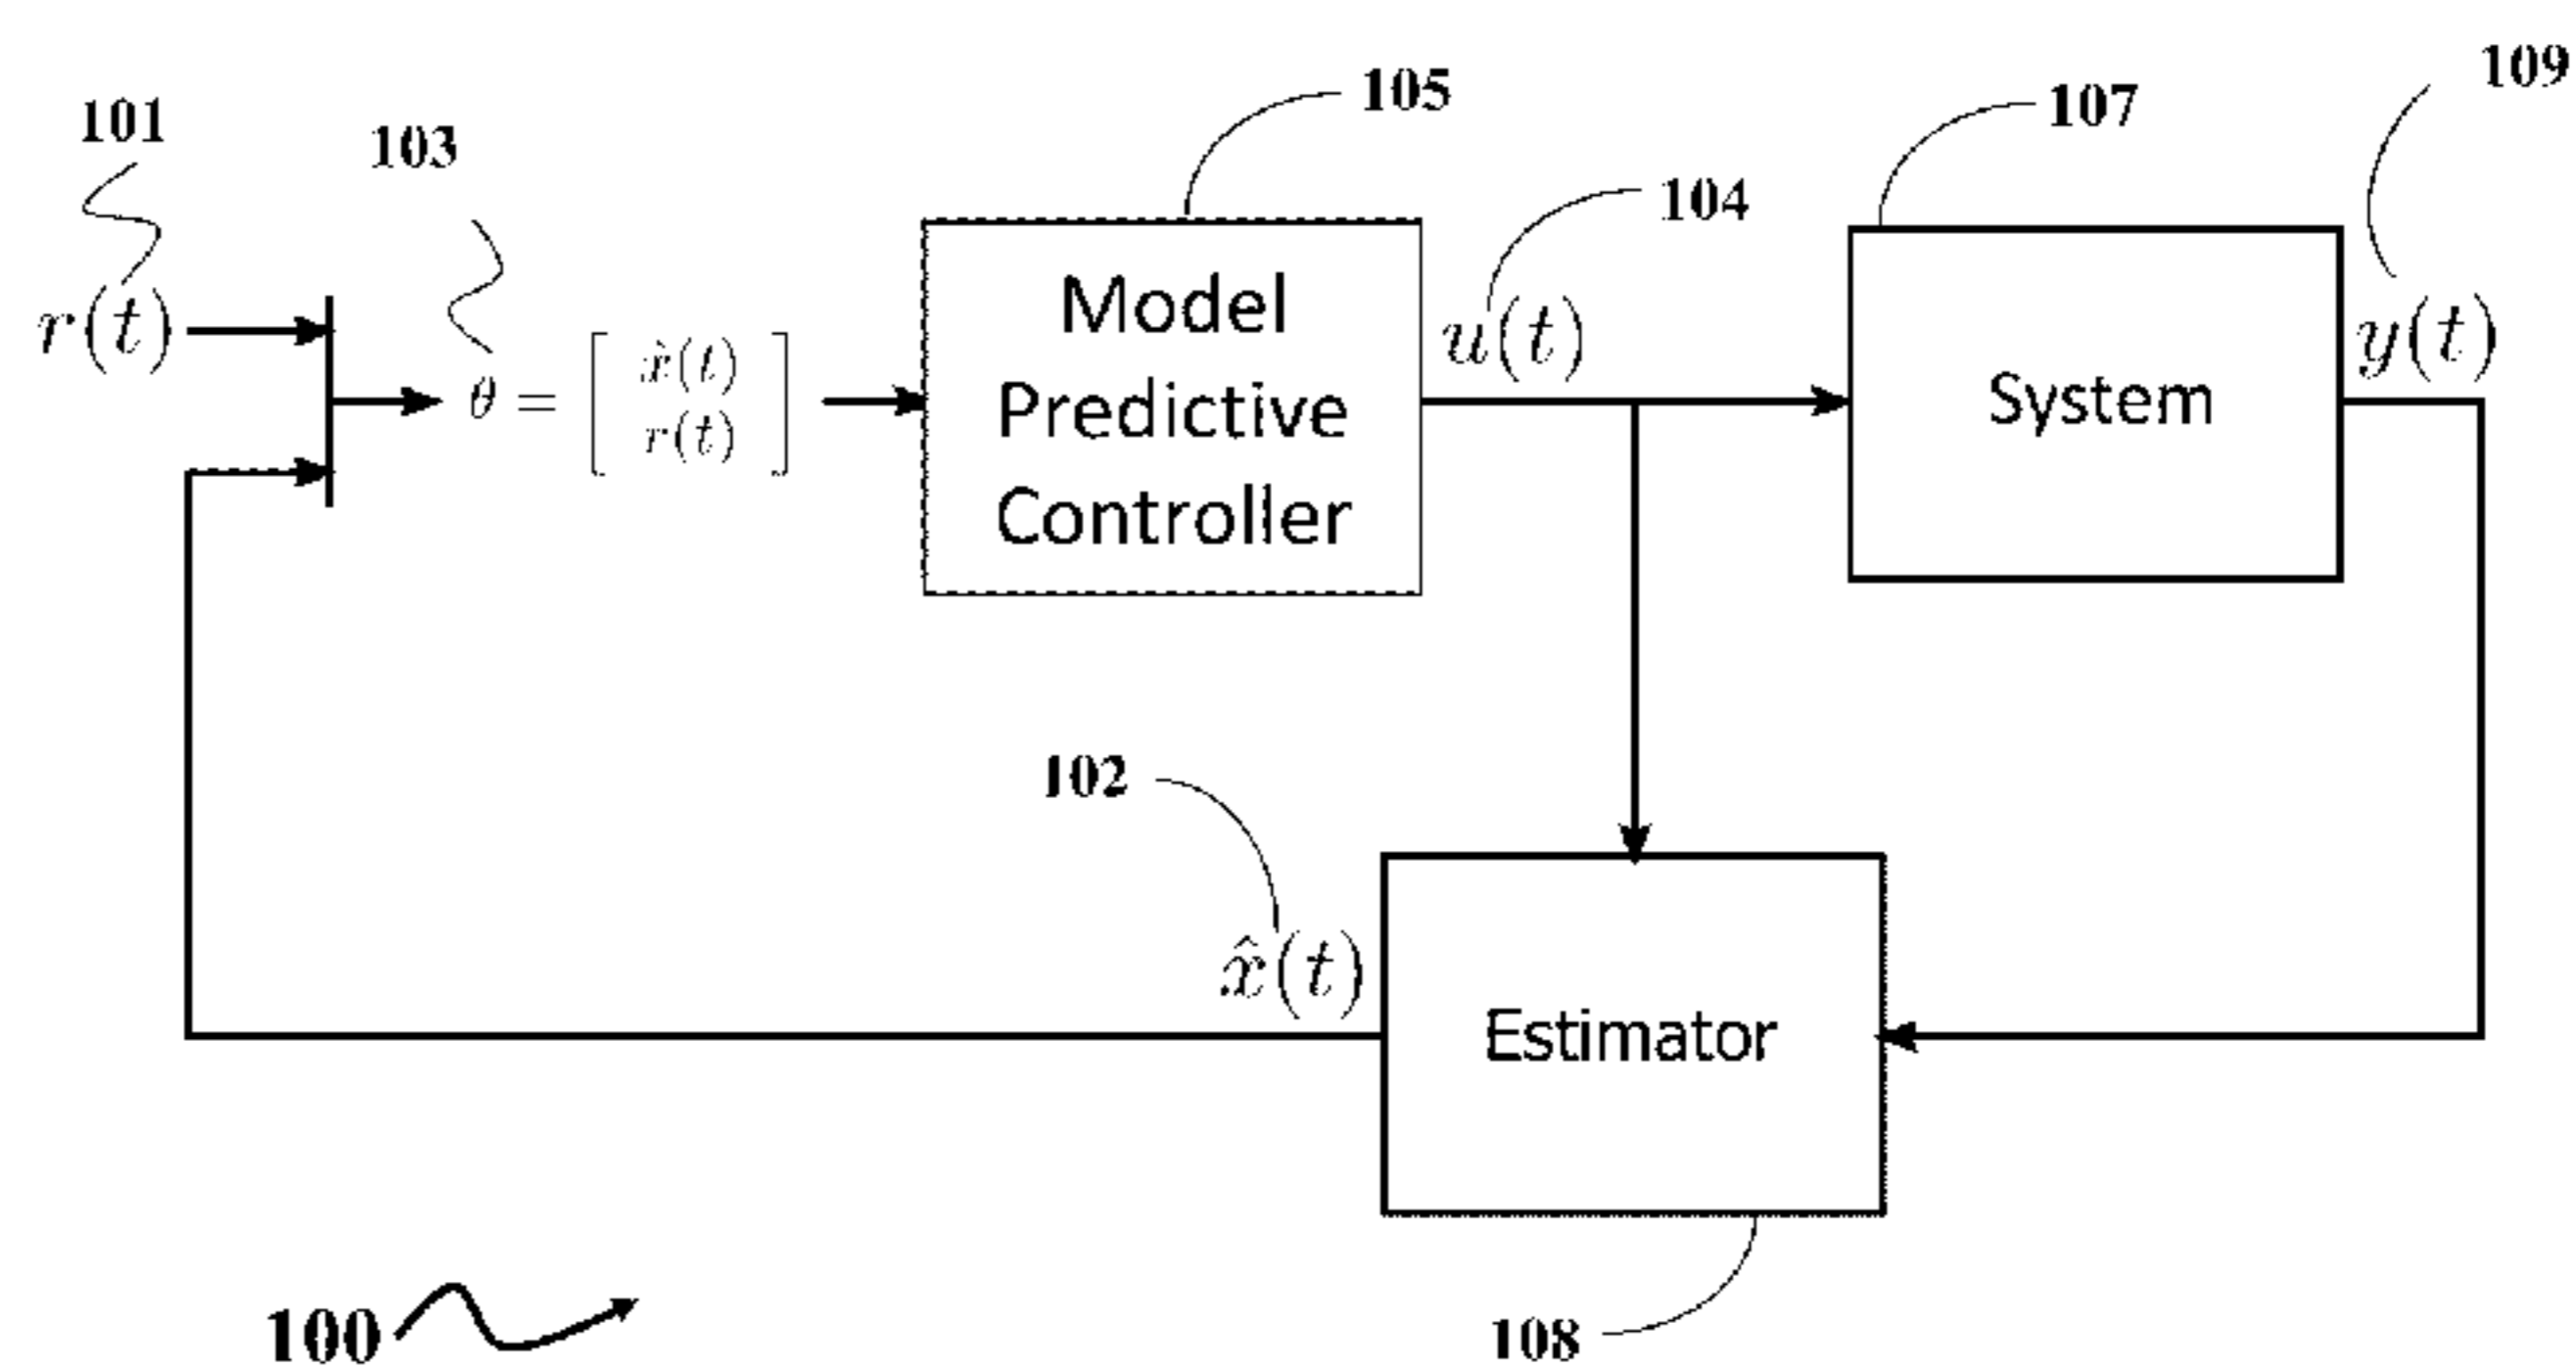 109
105
107
101
103
104
r(t)
θ = [ x̂(t)
r(t) ]
Model
Predictive
Controller
u(t)
System
y(t)
102
x̂(t)
Estimator
100
108